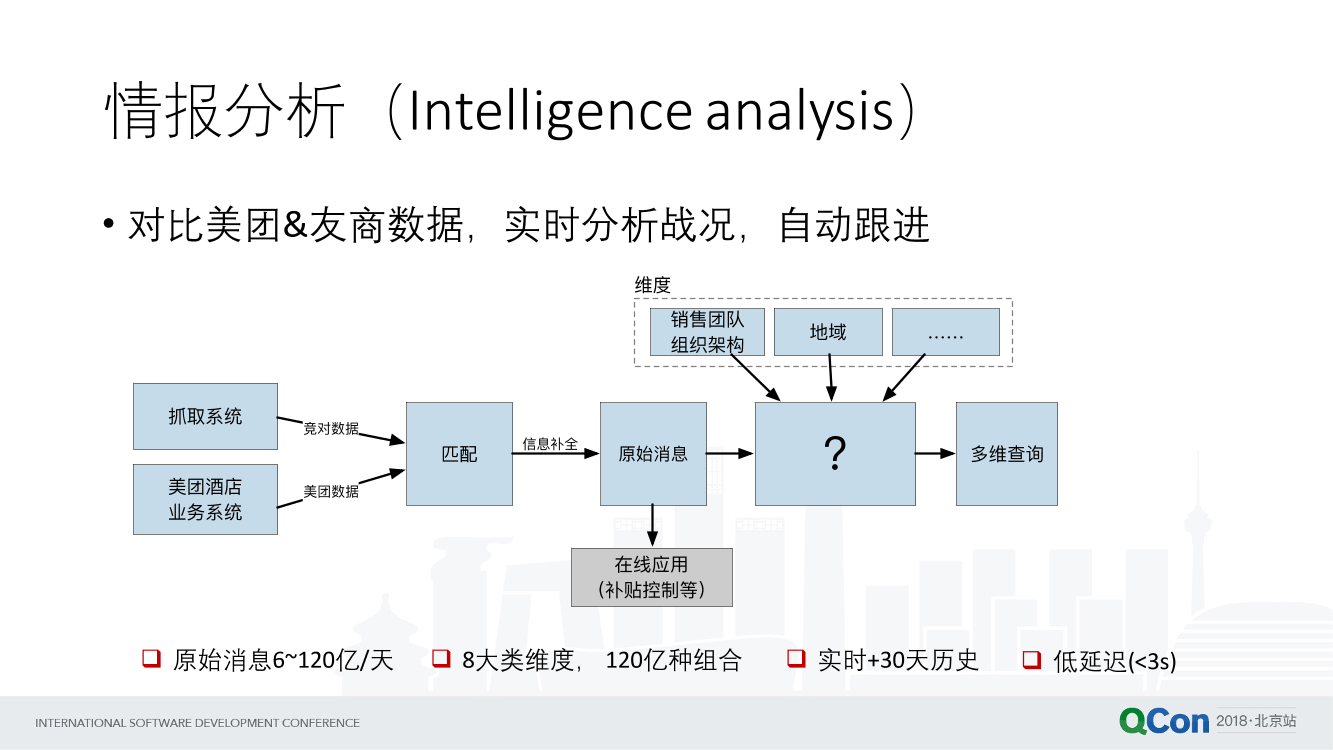 情报分析（Intelligence analysis）
• 对比美团&友商数据，实时分析战况，自动跟进
维度
销售团队
组织架构
地域
……
抓取系统
竞对数据
美团酒店
业务系统
美团数据
匹配
信息补全
原始消息
?
多维查询
在线应用
(补贴控制等)
❑ 原始消息6~120亿/天
❑ 8大类维度，120亿种组合
❑ 实时+30天历史
❑ 低延迟(<3s)
INTERNATIONAL SOFTWARE DEVELOPMENT CONFERENCE
QCon 2018·北京站